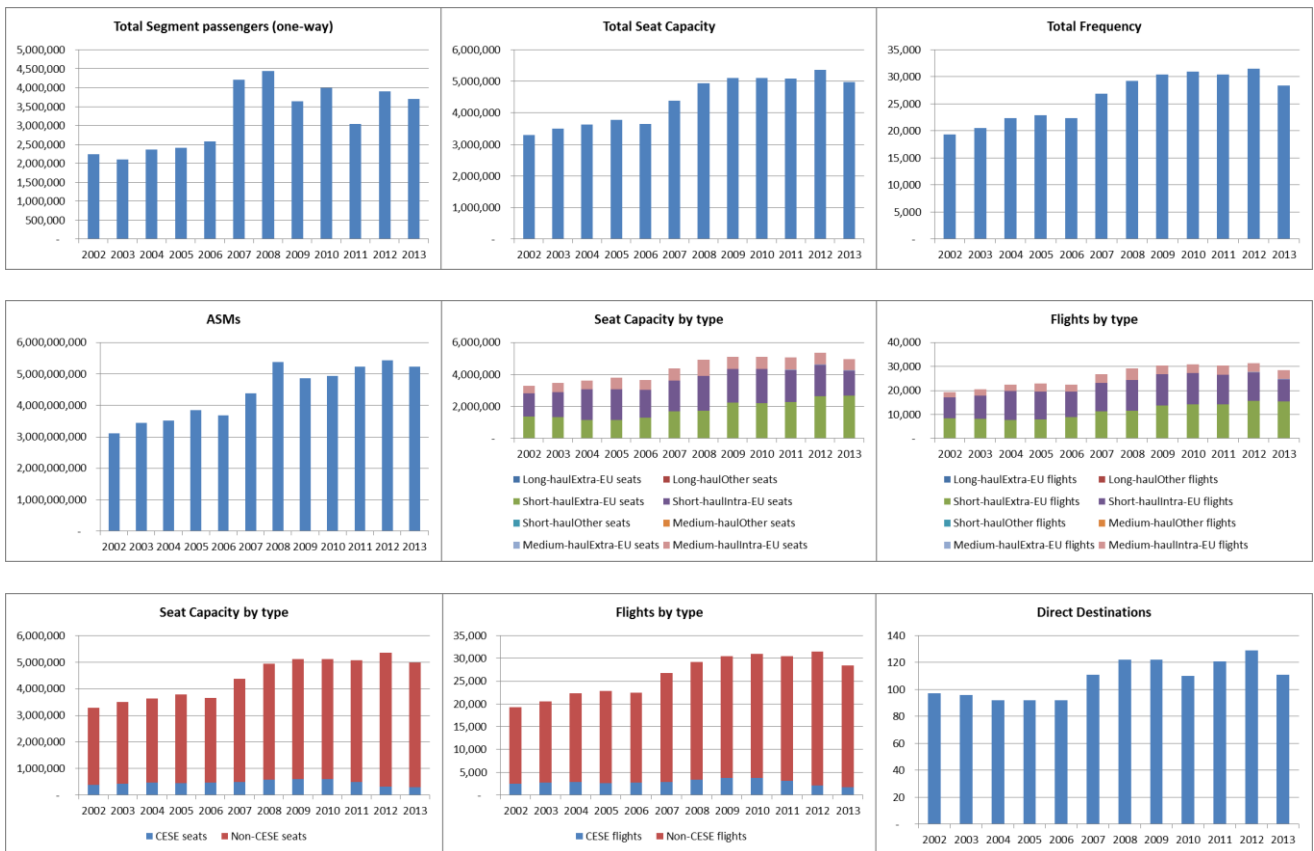 Total Segment passengers (one-way)
5,000,000
4,500,000
4,000,000
3,500,000
3,000,000
2,500,000
2,000,000
1,500,000
1,000,000
500,000
-
2002 2003 2004 2005 2006 2007 2008 2009 2010 2011 2012 2013
Total Seat Capacity
6,000,000
5,000,000
4,000,000
3,000,000
2,000,000
1,000,000
-
2002 2003 2004 2005 2006 2007 2008 2009 2010 2011 2012 2013
Total Frequency
35,000
30,000
25,000
20,000
15,000
10,000
5,000
-
2002 2003 2004 2005 2006 2007 2008 2009 2010 2011 2012 2013
ASMs
6,000,000,000
5,000,000,000
4,000,000,000
3,000,000,000
2,000,000,000
1,000,000,000
-
2002 2003 2004 2005 2006 2007 2008 2009 2010 2011 2012 2013
Seat Capacity by type
6,000,000
4,000,000
2,000,000
-
2002 2003 2004 2005 2006 2007 2008 2009 2010 2011 2012 2013
Long-haulExtra-EU seats Long-haulOther seats
Short-haulExtra-EU seats Short-haulIntra-EU seats
Short-haulOther seats Medium-haulOther seats
Medium-haulExtra-EU seats Medium-haulIntra-EU seats
Flights by type
40,000
30,000
20,000
10,000
-
2002 2003 2004 2005 2006 2007 2008 2009 2010 2011 2012 2013
Long-haulExtra-EU flights Long-haulOther flights
Short-haulExtra-EU flights Short-haulIntra-EU flights
Short-haulOther flights Medium-haulOther flights
Medium-haulExtra-EU flights Medium-haulIntra-EU flights
Seat Capacity by type
6,000,000
5,000,000
4,000,000
3,000,000
2,000,000
1,000,000
-
2002 2003 2004 2005 2006 2007 2008 2009 2010 2011 2012 2013
CESE seats Non-CESE seats
Flights by type
35,000
30,000
25,000
20,000
15,000
10,000
5,000
-
2002 2003 2004 2005 2006 2007 2008 2009 2010 2011 2012 2013
CESE flights Non-CESE flights
Direct Destinations
140
120
100
80
60
40
20
-
2002 2003 2004 2005 2006 2007 2008 2009 2010 2011 2012 2013